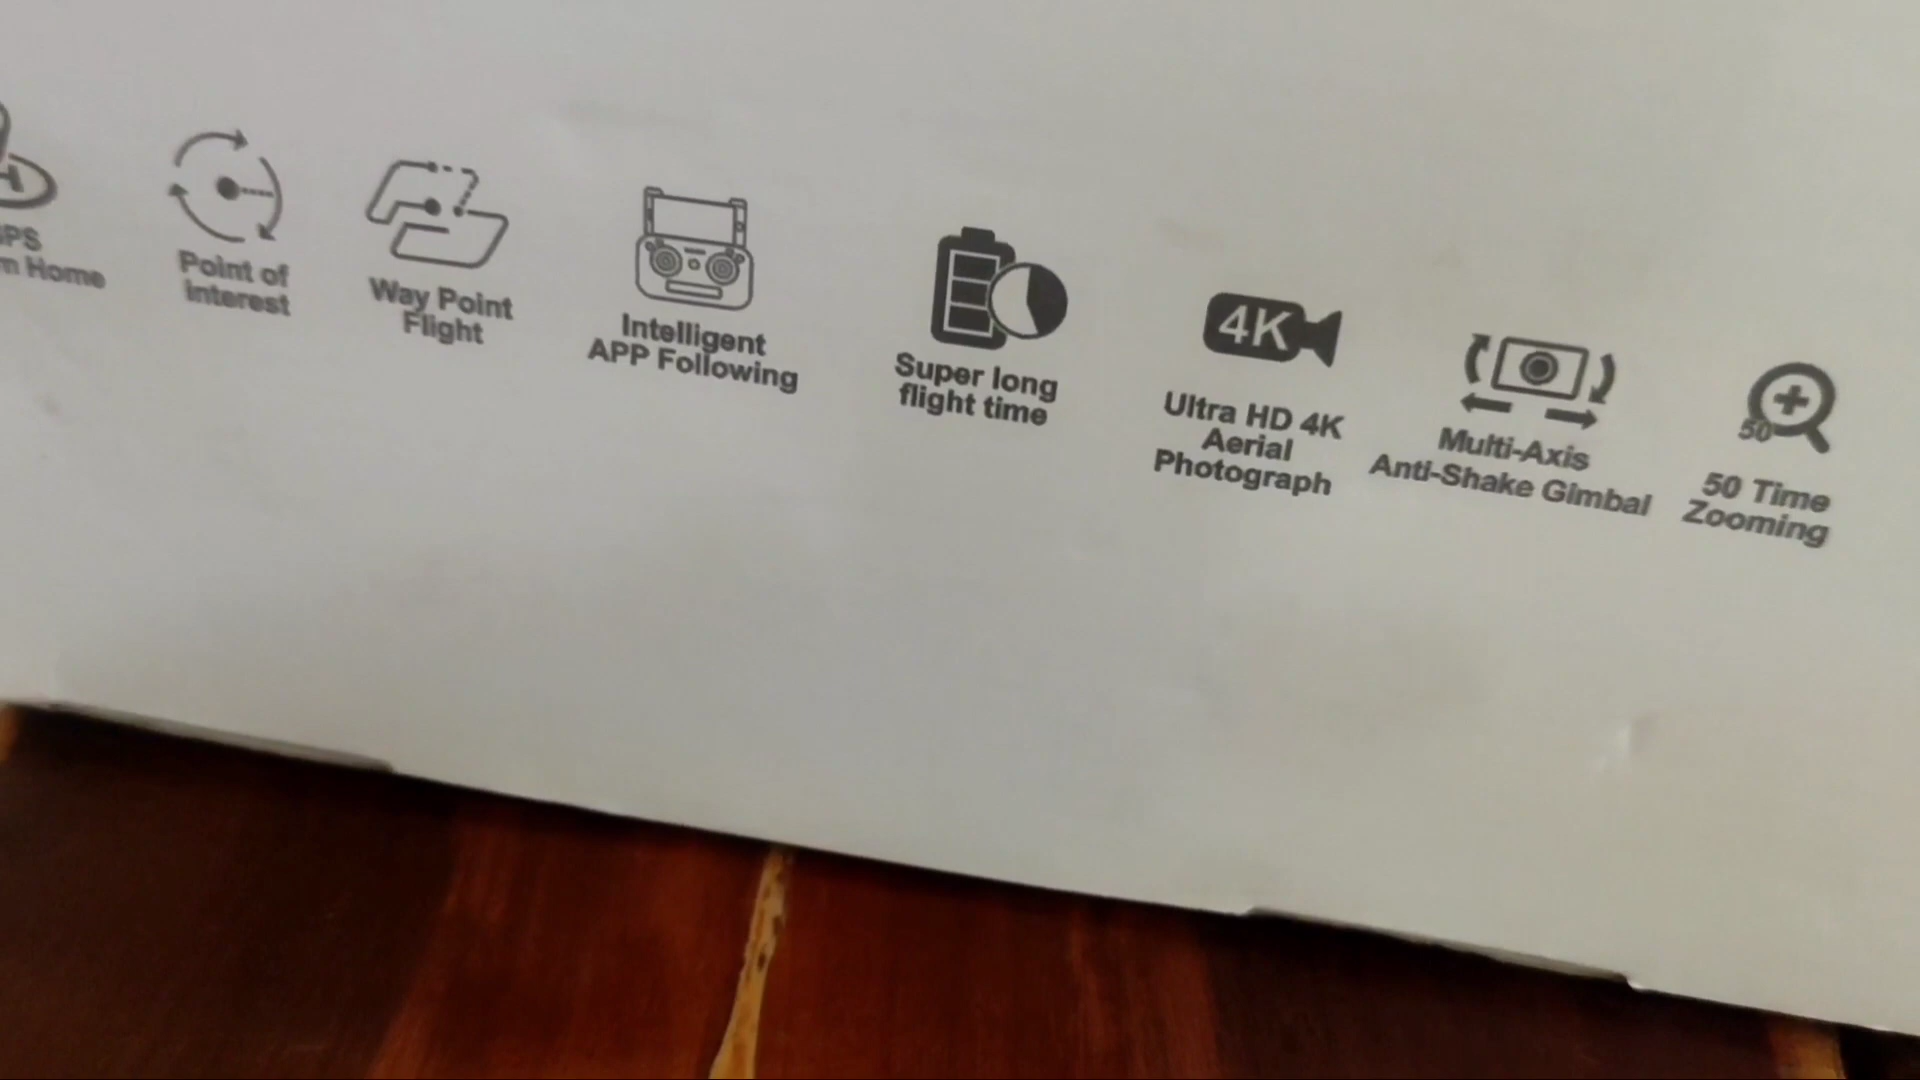 Home
Point of
interest
Way Point
Flight
Intelligent
APP Following
Super long
flight time
4K
Ultra HD 4K
Aerial
Photograph
Multi-Axis
Anti-Shake Gimbal
50
50 Time
Zooming